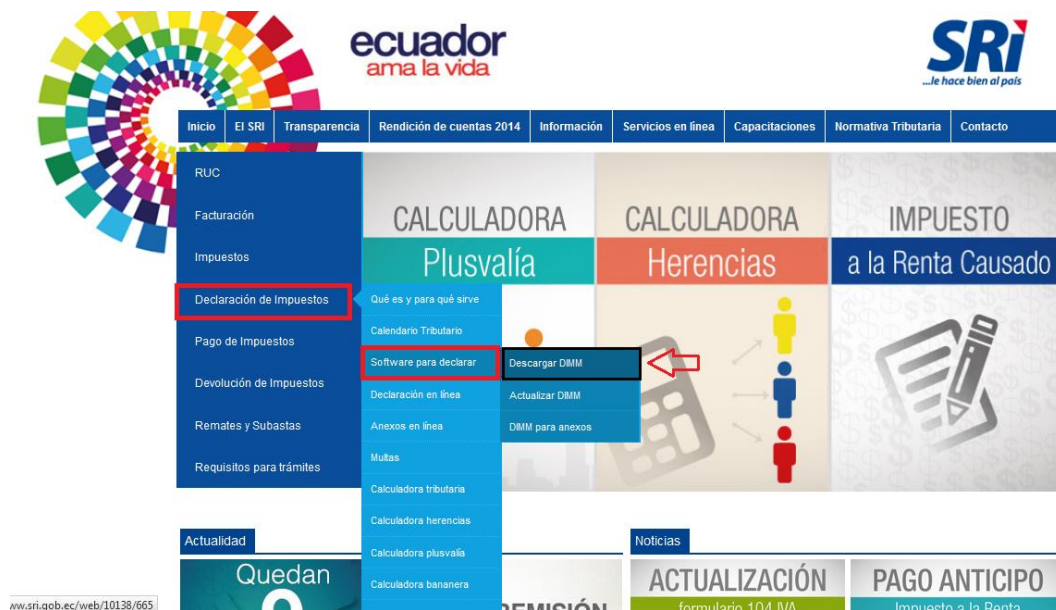 ecuador
ama la vida
SRi
...le hace bien al país
Inicio El SRI Transparencia Rendición de cuentas 2014 Información Servicios en línea Capacitaciones Normativa Tributaria Contacto
RUC
Facturación
Impuestos
Declaración de Impuestos
Pago de Impuestos
Devolución de Impuestos
Remates y Subastas
Requisitos para trámites
CALCULADORA
Plusvalía
CALCULADORA
Herencias
IMPUESTO
a la Renta Causado
Qué es y para qué sirve
Calendario Tributario
Software para declarar
Declaración en línea
Anexos en línea
Multas
Calculadora tributaria
Calculadora herencias
Calculadora plusvalía
Calculadora bananera
Descargar DIMM
Actualizar DIMM
DIMM para anexos
Actualidad
Quedan
Noticias
ACTUALIZACIÓN
formulario 104 IVA
PAGO ANTICIPO
Impuesto a la Renta
ww.sri.gob.ec/web/10138/665